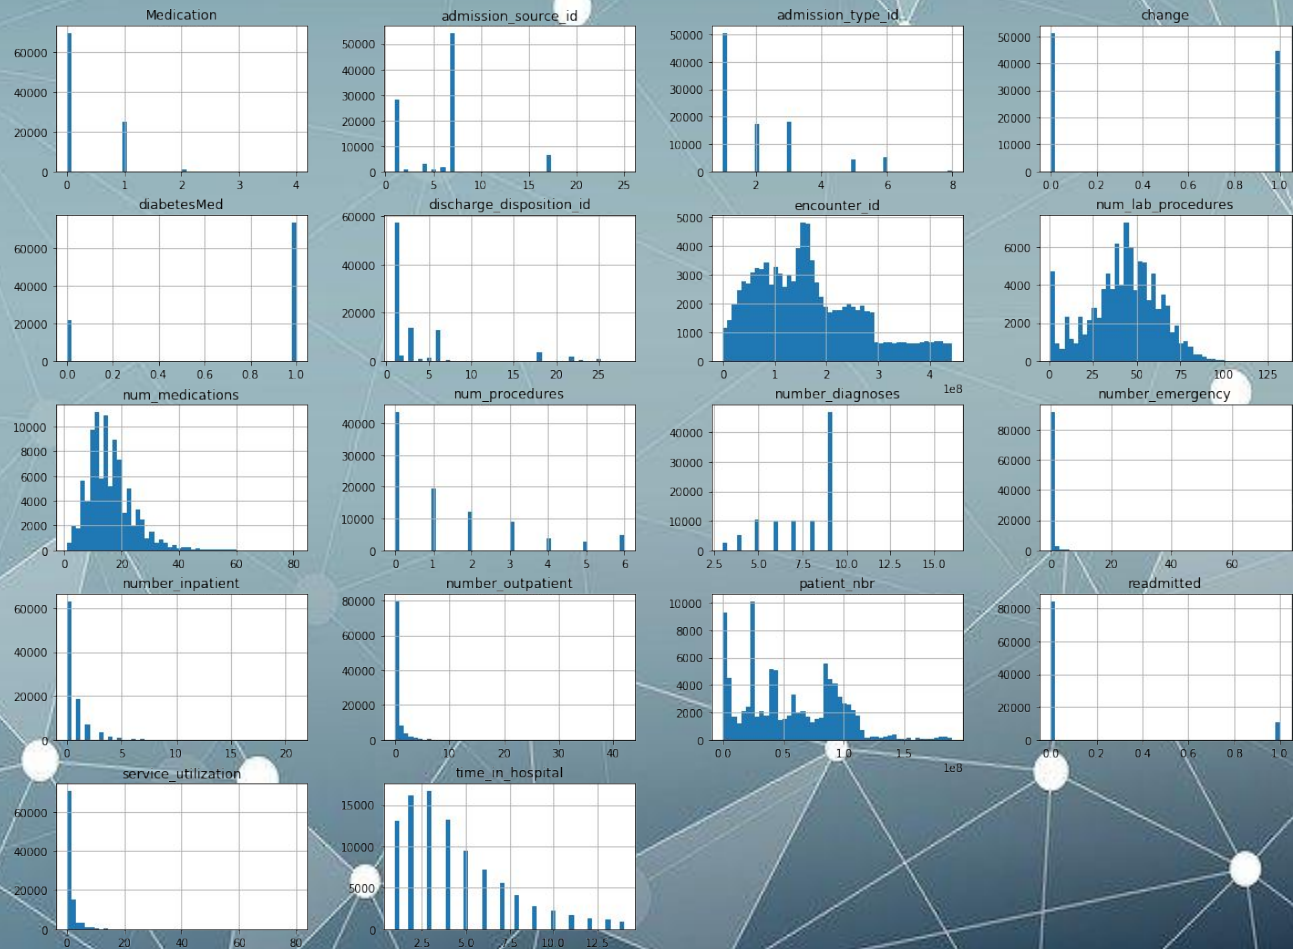 Medication
60000
40000
20000
0
0 1 2 3 4
admission_source_id
50000
40000
30000
20000
10000
0
0 5 10 15 20 25
admission_type_id
50000
40000
30000
20000
10000
0
2 4 6 8
change
50000
40000
30000
20000
10000
0
0.0 0.2 0.4 0.6 0.8 1.0
diabetesMed
60000
40000
20000
0
0.0 0.2 0.4 0.6 0.8 1.0
discharge_disposition_id
60000
40000
20000
0
0 5 10 15 20 25
encounter_id
5000
4000
3000
2000
1000
0
0 1 2 3 4
1e8
num_lab_procedures
6000
4000
2000
0
0 25 50 75 100 125
num_medications
10000
8000
6000
4000
2000
0
0 20 40 60 80
num_procedures
40000
30000
20000
10000
0
0 1 2 3 4 5 6
number_diagnoses
40000
30000
20000
10000
0
2.5 5.0 7.5 10.0 12.5 15.0
number_emergency
80000
60000
40000
20000
0
0 20 40 60
number_inpatient
60000
40000
20000
0
0 5 10 15 20
number_outpatient
80000
60000
40000
20000
0
0 10 20 30 40
patient_nbr
10000
8000
6000
4000
2000
0
0.0 0.5 1.0 1.5
1e8
readmitted
80000
60000
40000
20000
0
0.0 0.2 0.4 0.6 0.8 1.0
service_utilization
60000
40000
20000
0
0 20 40 60 80
time_in_hospital
15000
10000
5000
0
2.5 5.0 7.5 10.0 12.5